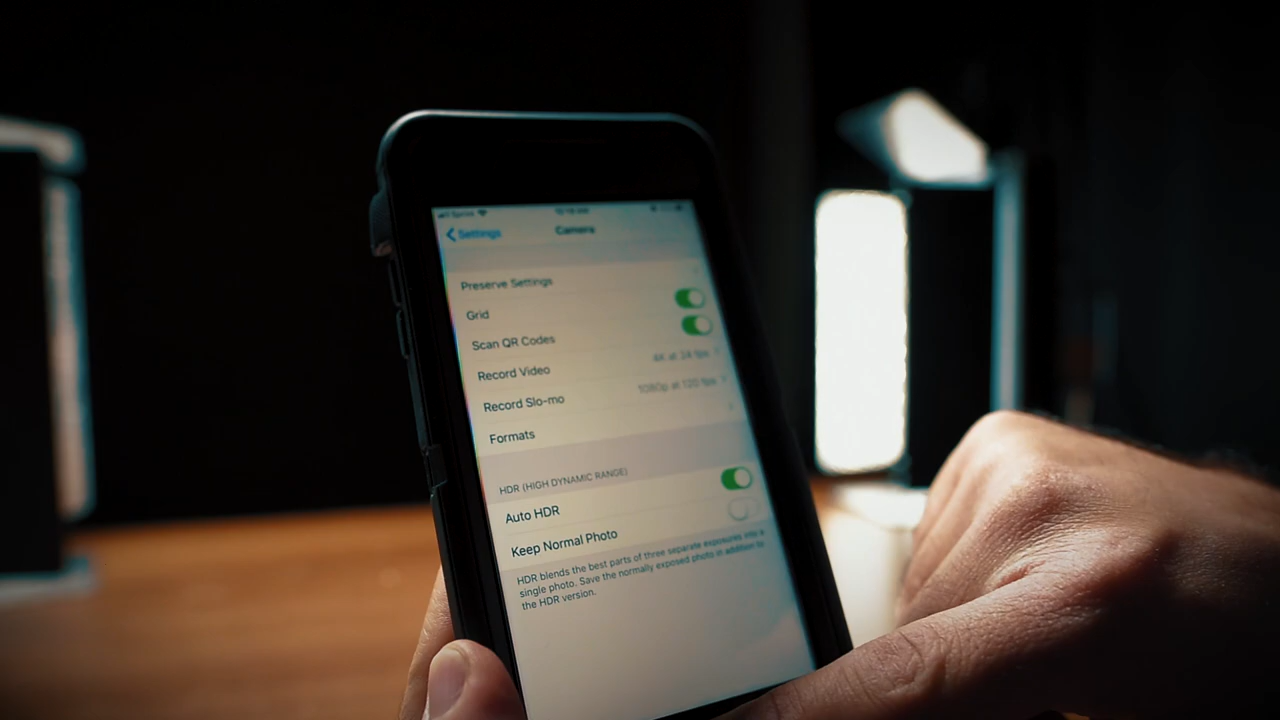 Sprint
Settings Camera
Preserve Settings
Grid
Scan QR Codes
Record Video 4K at 24 fps
Record Slo-mo 1080p at 120 fps
Formats
HDR (HIGH DYNAMIC RANGE)
Auto HDR
Keep Normal Photo
HDR blends the best parts of three separate exposures into a
single photo. Save the normally exposed photo in addition to
the HDR version.